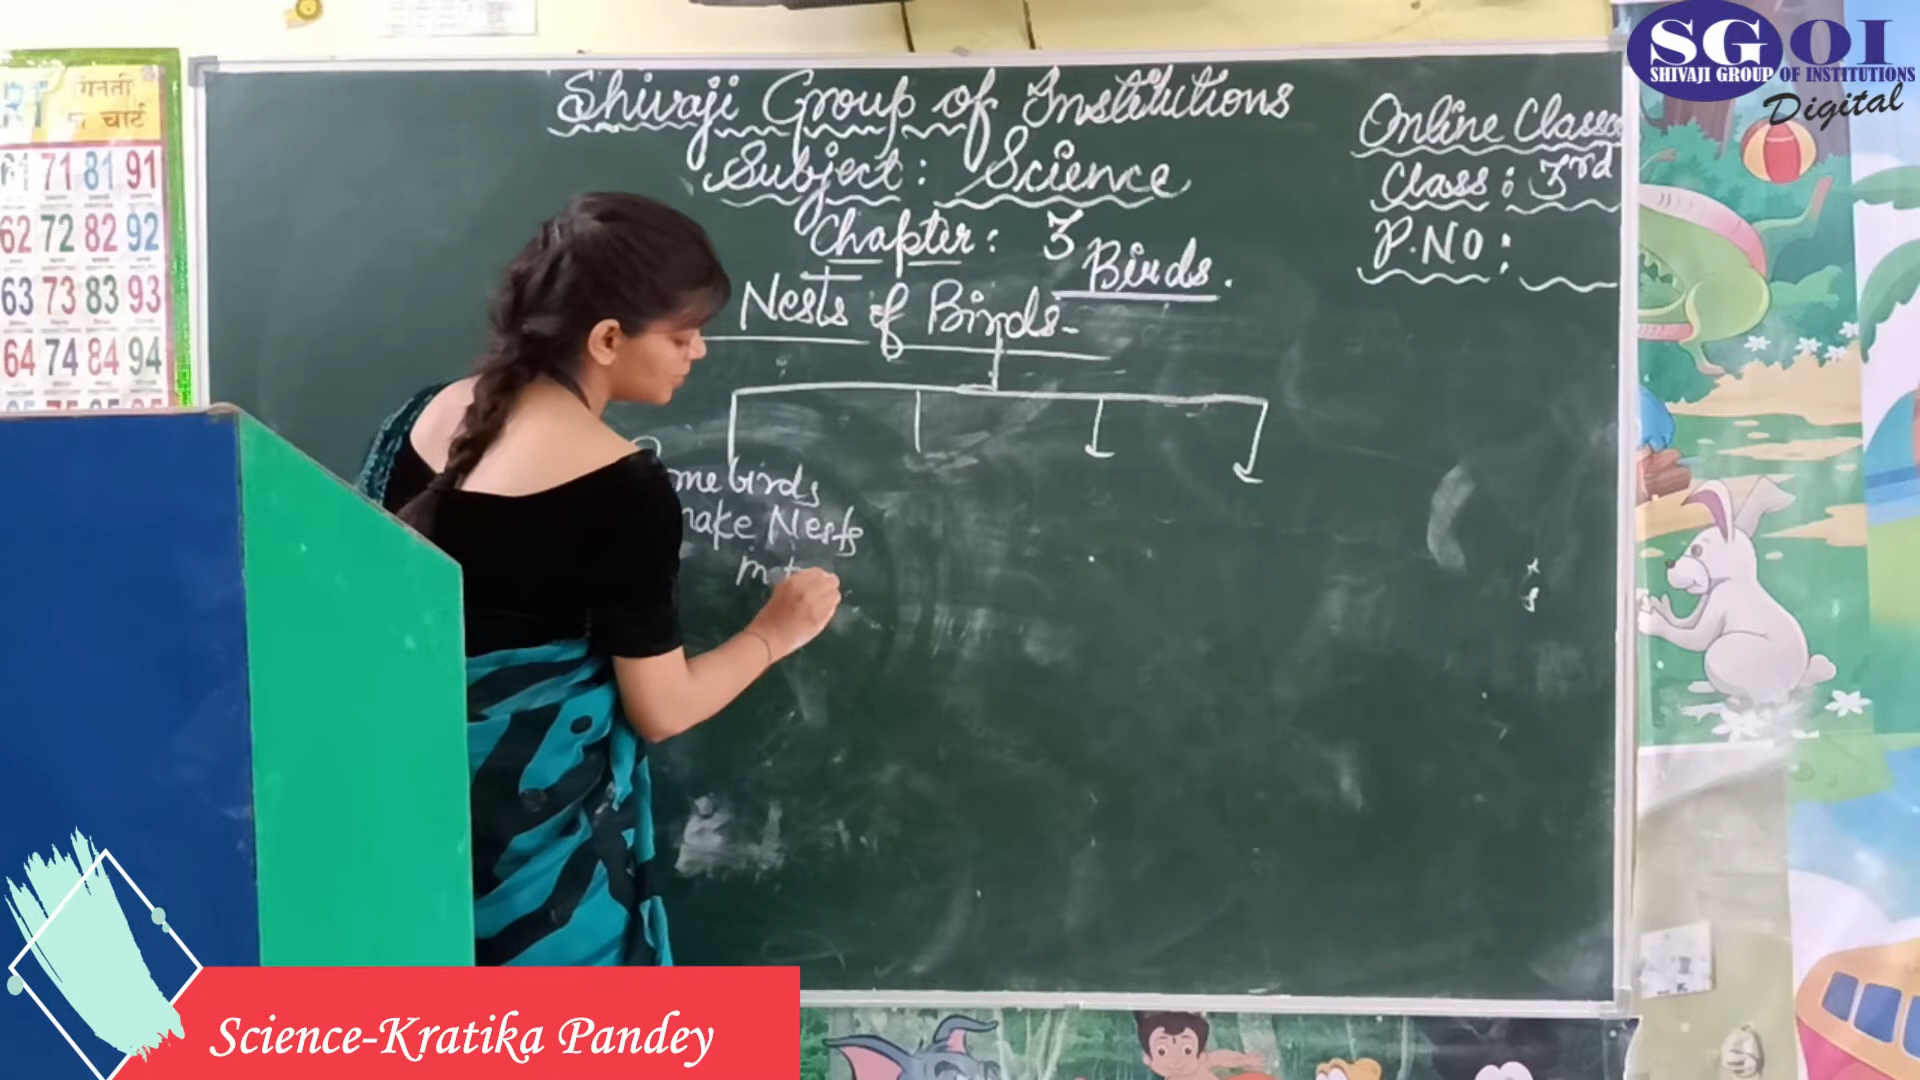 SGOI
SHIVAJI GROUP OF INSTITUTIONS
Digital
Shivaji Group of Institutions
Subject: Science
Chapter: 3 Birds.
Nests of Birds-
Online Classes
Class: 3rd
P.NO:
birds
Nests
गनती
चार्ट
71 81 91
62 72 82 92
63 73 83 93
64 74 84 94
Science-Kratika Pandey